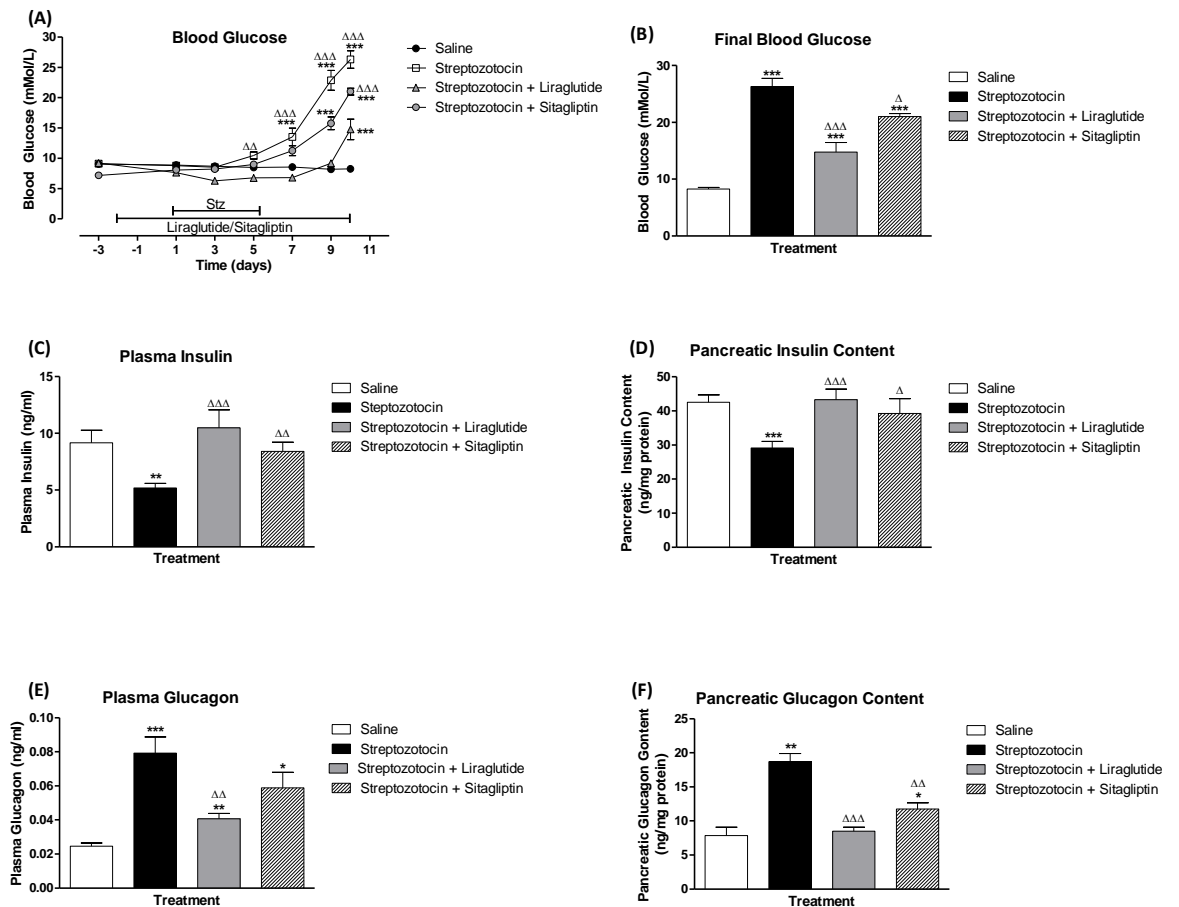 (A)
Blood Glucose
Blood Glucose (mMol/L)
30
25
20
15
10
5
0
ΔΔ
ΔΔΔ
***
ΔΔΔ
***
***
ΔΔΔ
***
ΔΔΔ
***
***
Stz
Liraglutide/Sitagliptin
-3 -1 1 3 5 7 9 11
Time (days)
Saline
Streptozotocin
Streptozotocin + Liraglutide
Streptozotocin + Sitagliptin
(B)
Final Blood Glucose
Blood Glucose (mMol/L)
30
20
10
0
***
ΔΔΔ
***
Δ
***
Treatment
Saline
Streptozotocin
Streptozotocin + Liraglutide
Streptozotocin + Sitagliptin
(C)
Plasma Insulin
Plasma Insulin (ng/ml)
15
10
5
0
**
ΔΔΔ
ΔΔ
Treatment
Saline
Steptozotocin
Streptozotocin + Liraglutide
Streptozotocin + Sitagliptin
(D)
Pancreatic Insulin Content
Pancreatic Insulin Content
(ng/mg protein)
50
40
30
20
10
0
***
ΔΔΔ
Δ
Treatment
Saline
Streptozotocin
Streptozotocin + Liraglutide
Streptozotocin + Sitagliptin
(E)
Plasma Glucagon
Plasma Glucagon (ng/ml)
0.10
0.08
0.06
0.04
0.02
0.00
***
ΔΔ
**
*
Treatment
Saline
Streptozotocin
Streptozotocin + Liraglutide
Streptozotocin + Sitagliptin
(F)
Pancreatic Glucagon Content
Pancreatic Glucagon Gontent
(ng/mg protein)
25
20
15
10
5
0
**
ΔΔΔ
ΔΔ
*
Treatment
Saline
Streptozotocin
Streptozotocin + Liraglutide
Streptozotocin + Sitagliptin